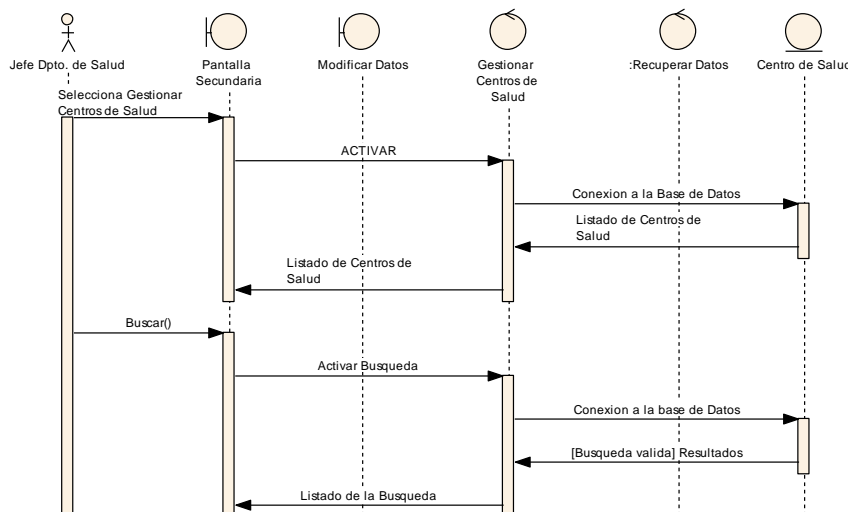 Jefe Dpto. de Salud
Pantalla
Secundaria
Modificar Datos
Gestionar
Centros de
Salud
:Recuperar Datos
Centro de Salud
Selecciona Gestionar
Centros de Salud
ACTIVAR
Conexion a la Base de Datos
Listado de Centros de
Salud
Listado de Centros de
Salud
Buscar()
Activar Busqueda
Conexion a la base de Datos
[Busqueda valida] Resultados
Listado de la Busqueda